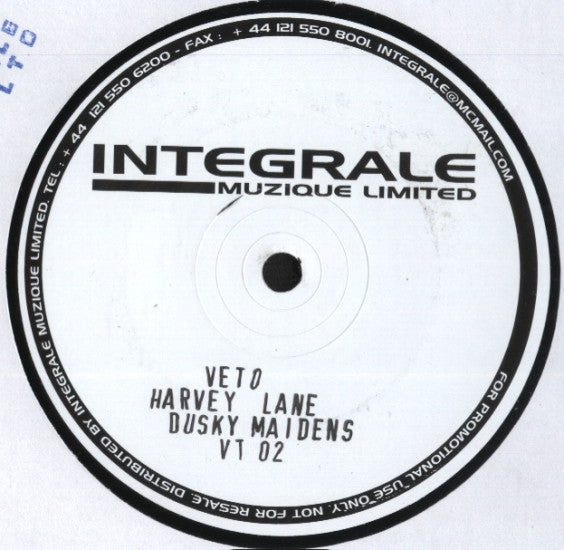 DISTRIBUTED BY INTEGRALE MUZIQUE LIMITED. TEL : + 44 121 550 6200 - FAX : + 44 121 550 8001. INTEGRALE@MCMAIL.COM
FOR PROMOTIONAL USE ONLY. NOT FOR RESALE.
INTEGRALE
MUZIQUE LIMITED
VETO
HARVEY LANE
DUSKY MAIDENS
VT 02